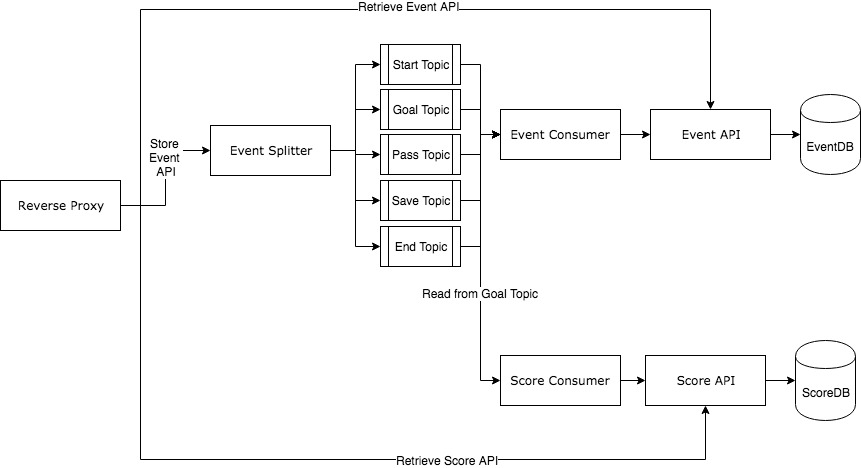 Retrieve Event API
Start Topic
Goal Topic
Event Consumer
Event API
EventDB
Store
Event
API
Event Splitter
Pass Topic
Reverse Proxy
Save Topic
End Topic
Read from Goal Topic
Score Consumer
Score API
ScoreDB
Retrieve Score API